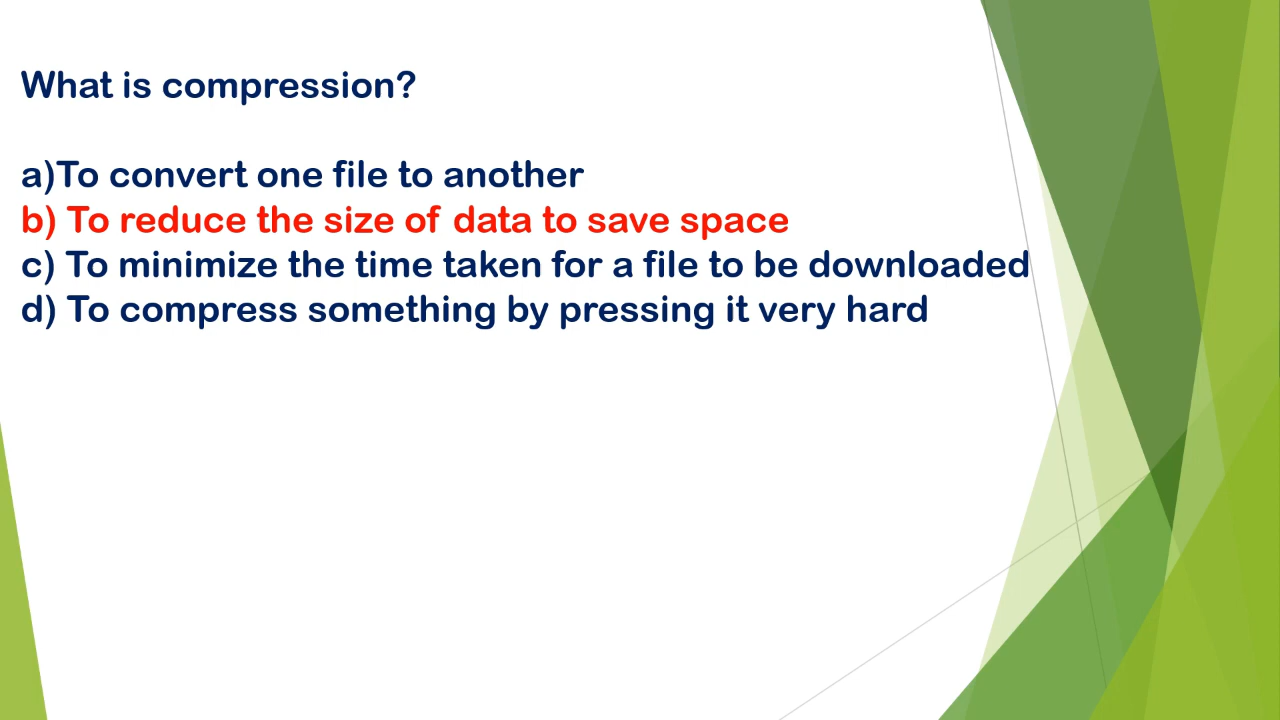 What is compression?
a)To convert one file to another
b) To reduce the size of data to save space
c) To minimize the time taken for a file to be downloaded
d) To compress something by pressing it very hard